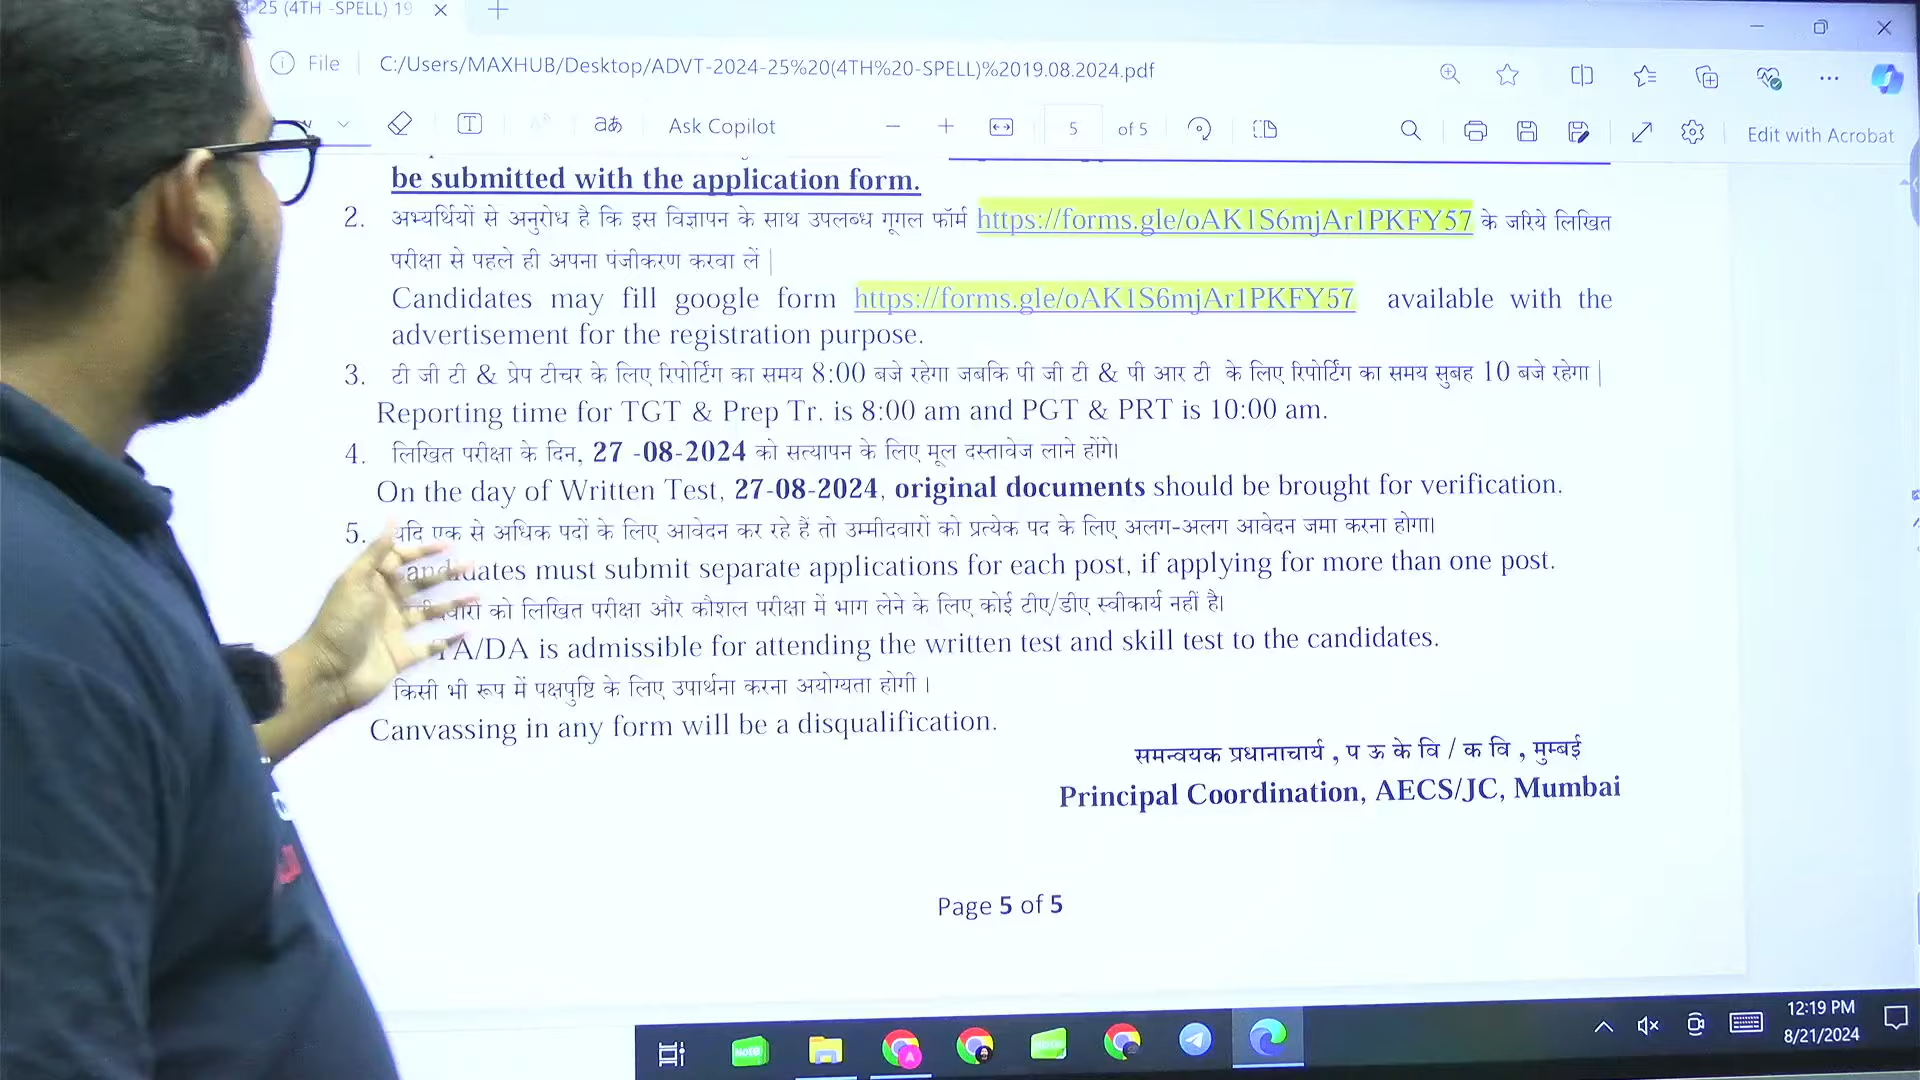 25 (4TH -SPELL) 19
File
C:/Users/MAXHUB/Desktop/ADVT-2024-25%20(4TH%20-SPELL)%2019.08.2024.pdf
T
aあ
Ask Copilot
5
of 5
Edit with Acrobat
be submitted with the application form.
2. अभ्यर्थियों से अनुरोध है कि इस विज्ञापन के साथ उपलब्ध गूगल फॉर्म https://forms.gle/oAK1S6mjAr1PKFY57 के जरिये लिखित
परीक्षा से पहले ही अपना पंजीकरण करवा लें |
Candidates may fill google form https://forms.gle/oAK1S6mjAr1PKFY57 available with the
advertisement for the registration purpose.
3. टी जी टी & प्रेप टीचर के लिए रिपोर्टिंग का समय 8:00 बजे रहेगा जबकि पी जी टी & पी आर टी के लिए रिपोर्टिंग का समय सुबह 10 बजे रहेगा |
Reporting time for TGT & Prep Tr. is 8:00 am and PGT & PRT is 10:00 am.
4. लिखित परीक्षा के दिन, 27 -08-2024 को सत्यापन के लिए मूल दस्तावेज लाने होंगे।
On the day of Written Test, 27-08-2024, original documents should be brought for verification.
5. यदि एक से अधिक पदों के लिए आवेदन कर रहे हैं तो उम्मीदवारों को प्रत्येक पद के लिए अलग-अलग आवेदन जमा करना होगा।
must submit separate applications for each post, if applying for more than one post.
को लिखित परीक्षा और कौशल परीक्षा में भाग लेने के लिए कोई टीए/डीए स्वीकार्य नहीं है।
TA/DA is admissible for attending the written test and skill test to the candidates.
किसी भी रूप में पक्षपुष्टि के लिए उपार्थना करना अयोग्यता होगी ।
Canvassing in any form will be a disqualification.
समन्वयक प्रधानाचार्य , प ऊ के वि / क वि , मुम्बई
Principal Coordination, AECS/JC, Mumbai
Page 5 of 5
12:19 PM
8/21/2024